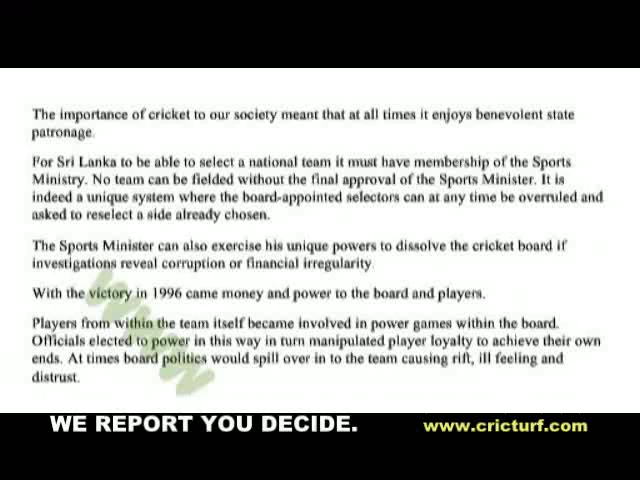 The importance of cricket to our society meant that at all times it enjoys benevolent state
patronage.
For Sri Lanka to be able to select a national team it must have membership of the Sports
Ministry. No team can be fielded without the final approval of the Sports Minister. It is
indeed a unique system where the board-appointed selectors can at any time be overruled and
asked to reselect a side already chosen.
The Sports Minister can also exercise his unique powers to dissolve the cricket board if
investigations reveal corruption or financial irregularity.
With the victory in 1996 came money and power to the board and players.
Players from within the team itself became involved in power games within the board.
Officials elected to power in this way in turn manipulated player loyalty to achieve their own
ends. At times board politics would spill over in to the team causing rift, ill feeling and
distrust.
WWW
WE REPORT YOU DECIDE.
www.cricturf.com